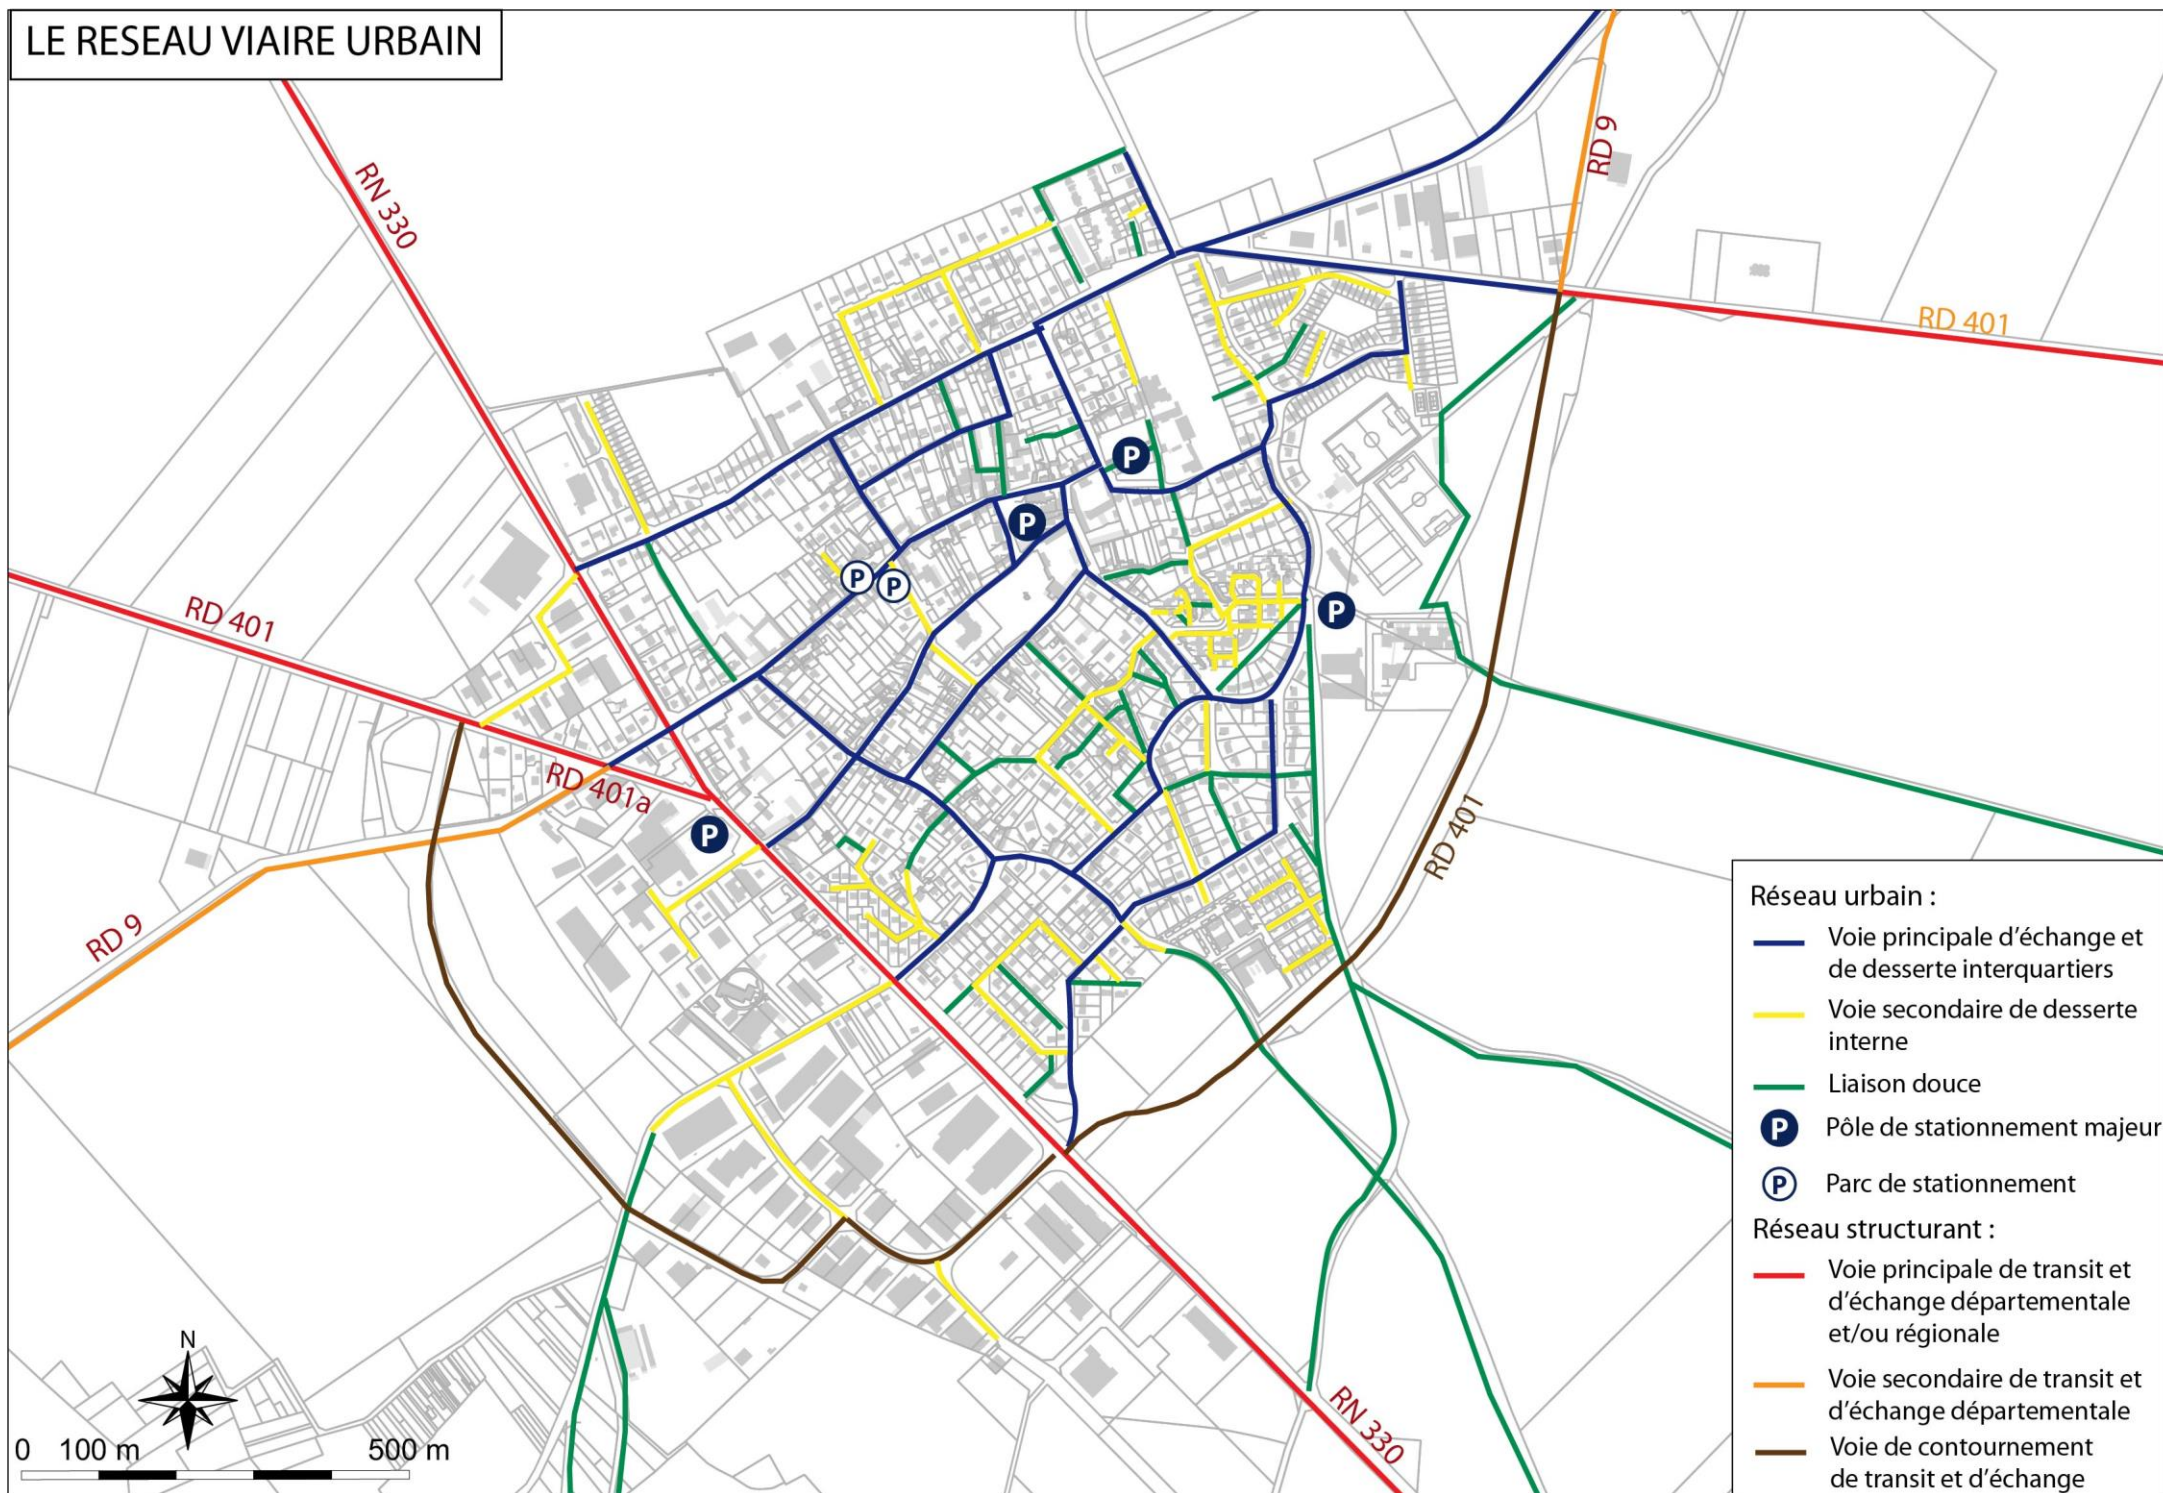 LE RESEAU VIAIRE URBAIN
RN 330
RD 9
RD 401
RD 401
RD 401a
RD 9
RD 401
RN 330
P
P
P
P
P
P
N
0 100 m 500 m
Réseau urbain :
Voie principale d'échange et
de desserte interquartiers
Voie secondaire de desserte
interne
Liaison douce
P Pôle de stationnement majeur
P Parc de stationnement
Réseau structurant :
Voie principale de transit et
d'échange départementale
et/ou régionale
Voie secondaire de transit et
d'échange départementale
Voie de contournement
de transit et d'échange